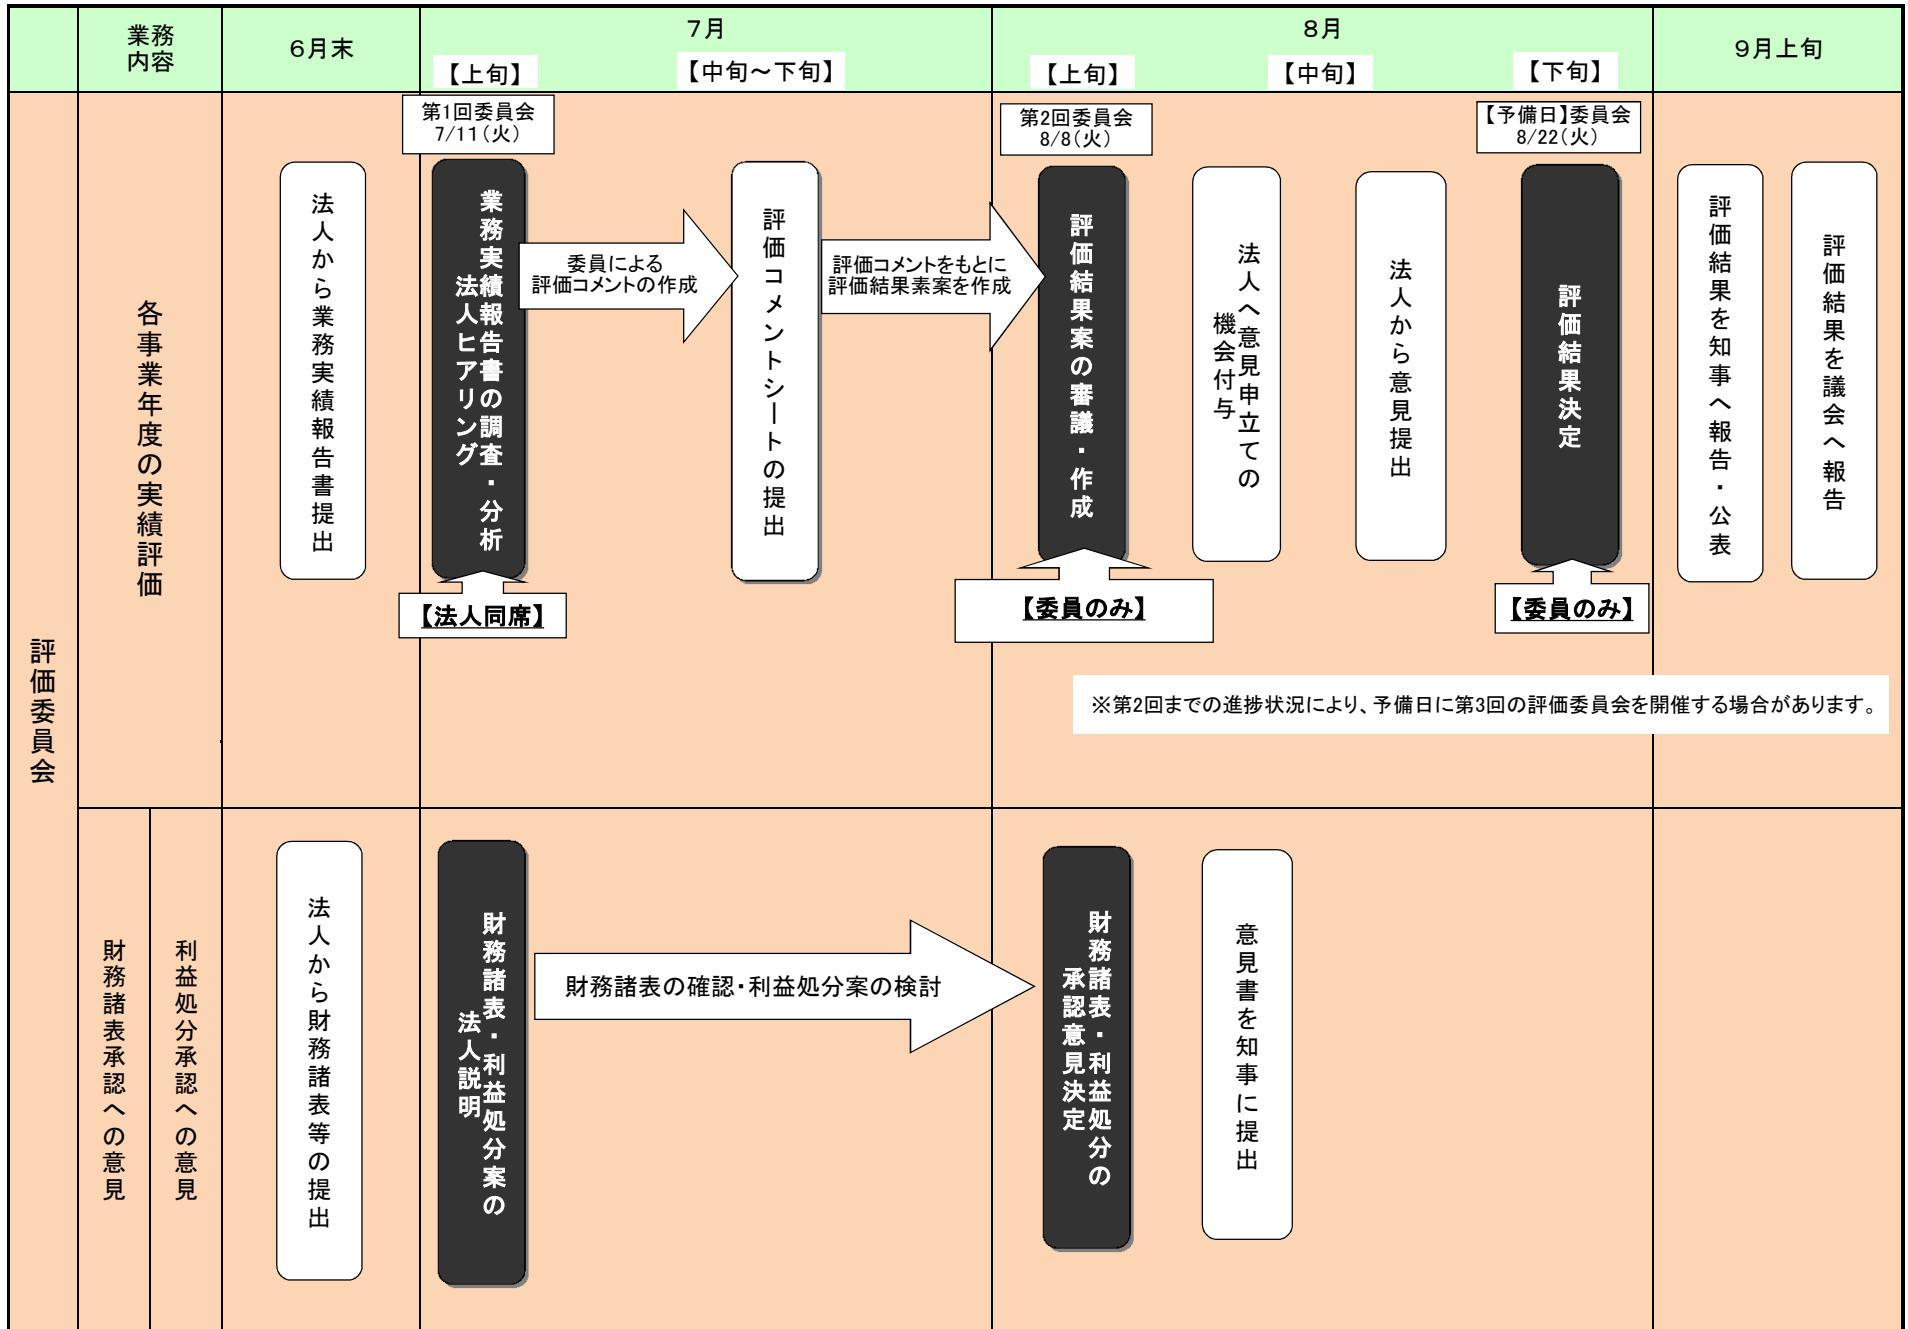 業務
内容
６月末
７月
【上旬】
【中旬～下旬】
８月
【上旬】
【中旬】
【下旬】
９月上旬
評価委員会
各事業年度の実績評価
第1回委員会
7/11（火）
第2回委員会
8/8（火）
【予備日】委員会
8/22（火）
法人から業務実績報告書提出
業務実績報告書の調査・分析
法人ヒアリング
委員による
評価コメントの作成
評価コメントシートの提出
評価コメントをもとに
評価結果素案を作成
評価結果案の審議・作成
法人へ意見申立ての
機会付与
法人から意見提出
評価結果決定
評価結果を知事へ報告・公表
評価結果を議会へ報告
【法人同席】
【委員のみ】
【委員のみ】
※第2回までの進捗状況により、予備日に第3回の評価委員会を開催する場合があります。
財務諸表承認への意見
利益処分承認への意見
法人から財務諸表等の提出
財務諸表・利益処分案の
法人説明
財務諸表の確認・利益処分案の検討
財務諸表・利益処分の
承認意見決定
意見書を知事に提出